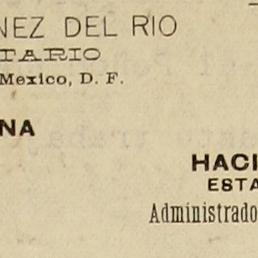 NEZ DEL RIO
TARIO
Mexico, D. F.
NA
HACI
ESTA
Administrado